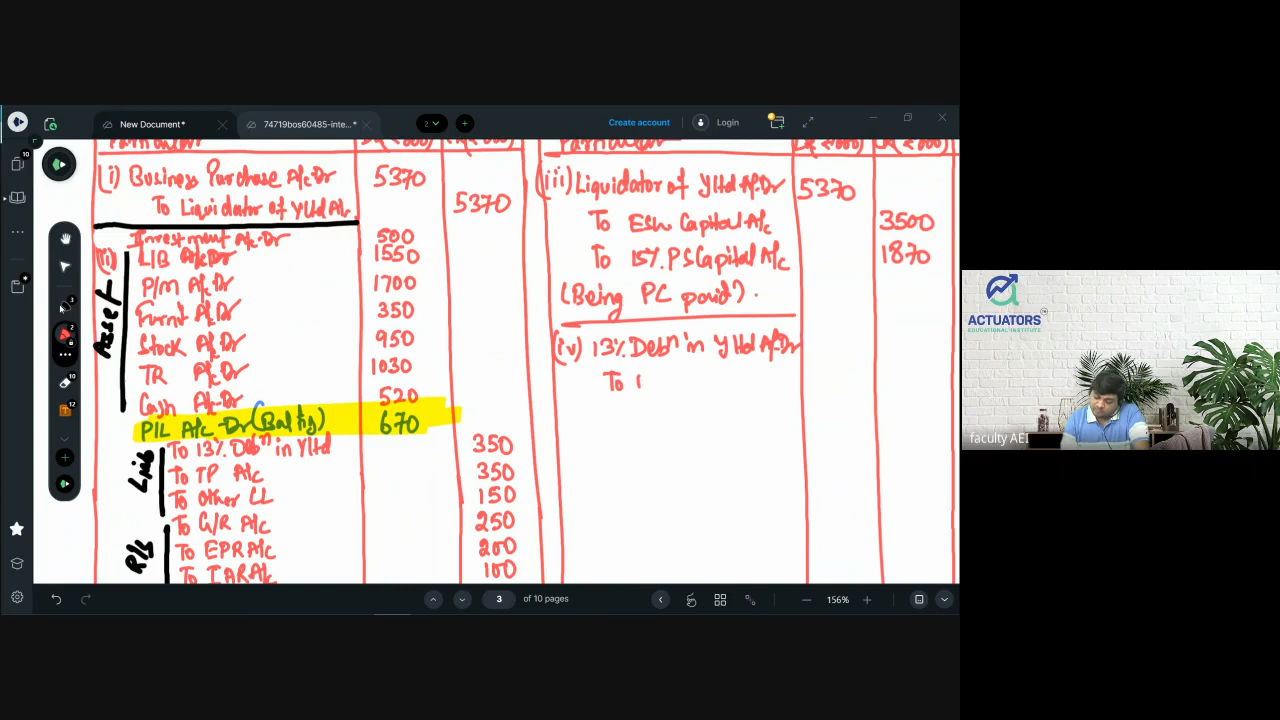 New Document*
74719bos60485-inte...*
2
Create account
Login
Particulars
(i) Business Purchase A/c Dr 5370
To Liquidator of Y Ltd A/c 5370
Investment A/c Dr 500
(ii) L/B A/c Dr 1550
P/M A/c Dr 1700
Furnt A/c Dr 350
Stock A/c Dr 950
TR A/c Dr 1030
Cash A/c Dr 520
P/L A/c Dr (Bal fig) 670
To 13% Debn in Y Ltd 350
To TP A/c 350
To Other CL 150
To G/R A/c 250
To EPR A/c 200
To IAR A/c 100
Asset
Liab
R/s
(iii) Liquidator of Y Ltd A/c Dr 5370
To Esh Capital A/c 3500
To 15% PS Capital A/c 1870
(Being PC paid).
(iv) 13% Debn in Y Ltd A/c Dr
To
3 of 10 pages
156%
ACTUATORS
EDUCATIONAL INSTITUTE
faculty AEI